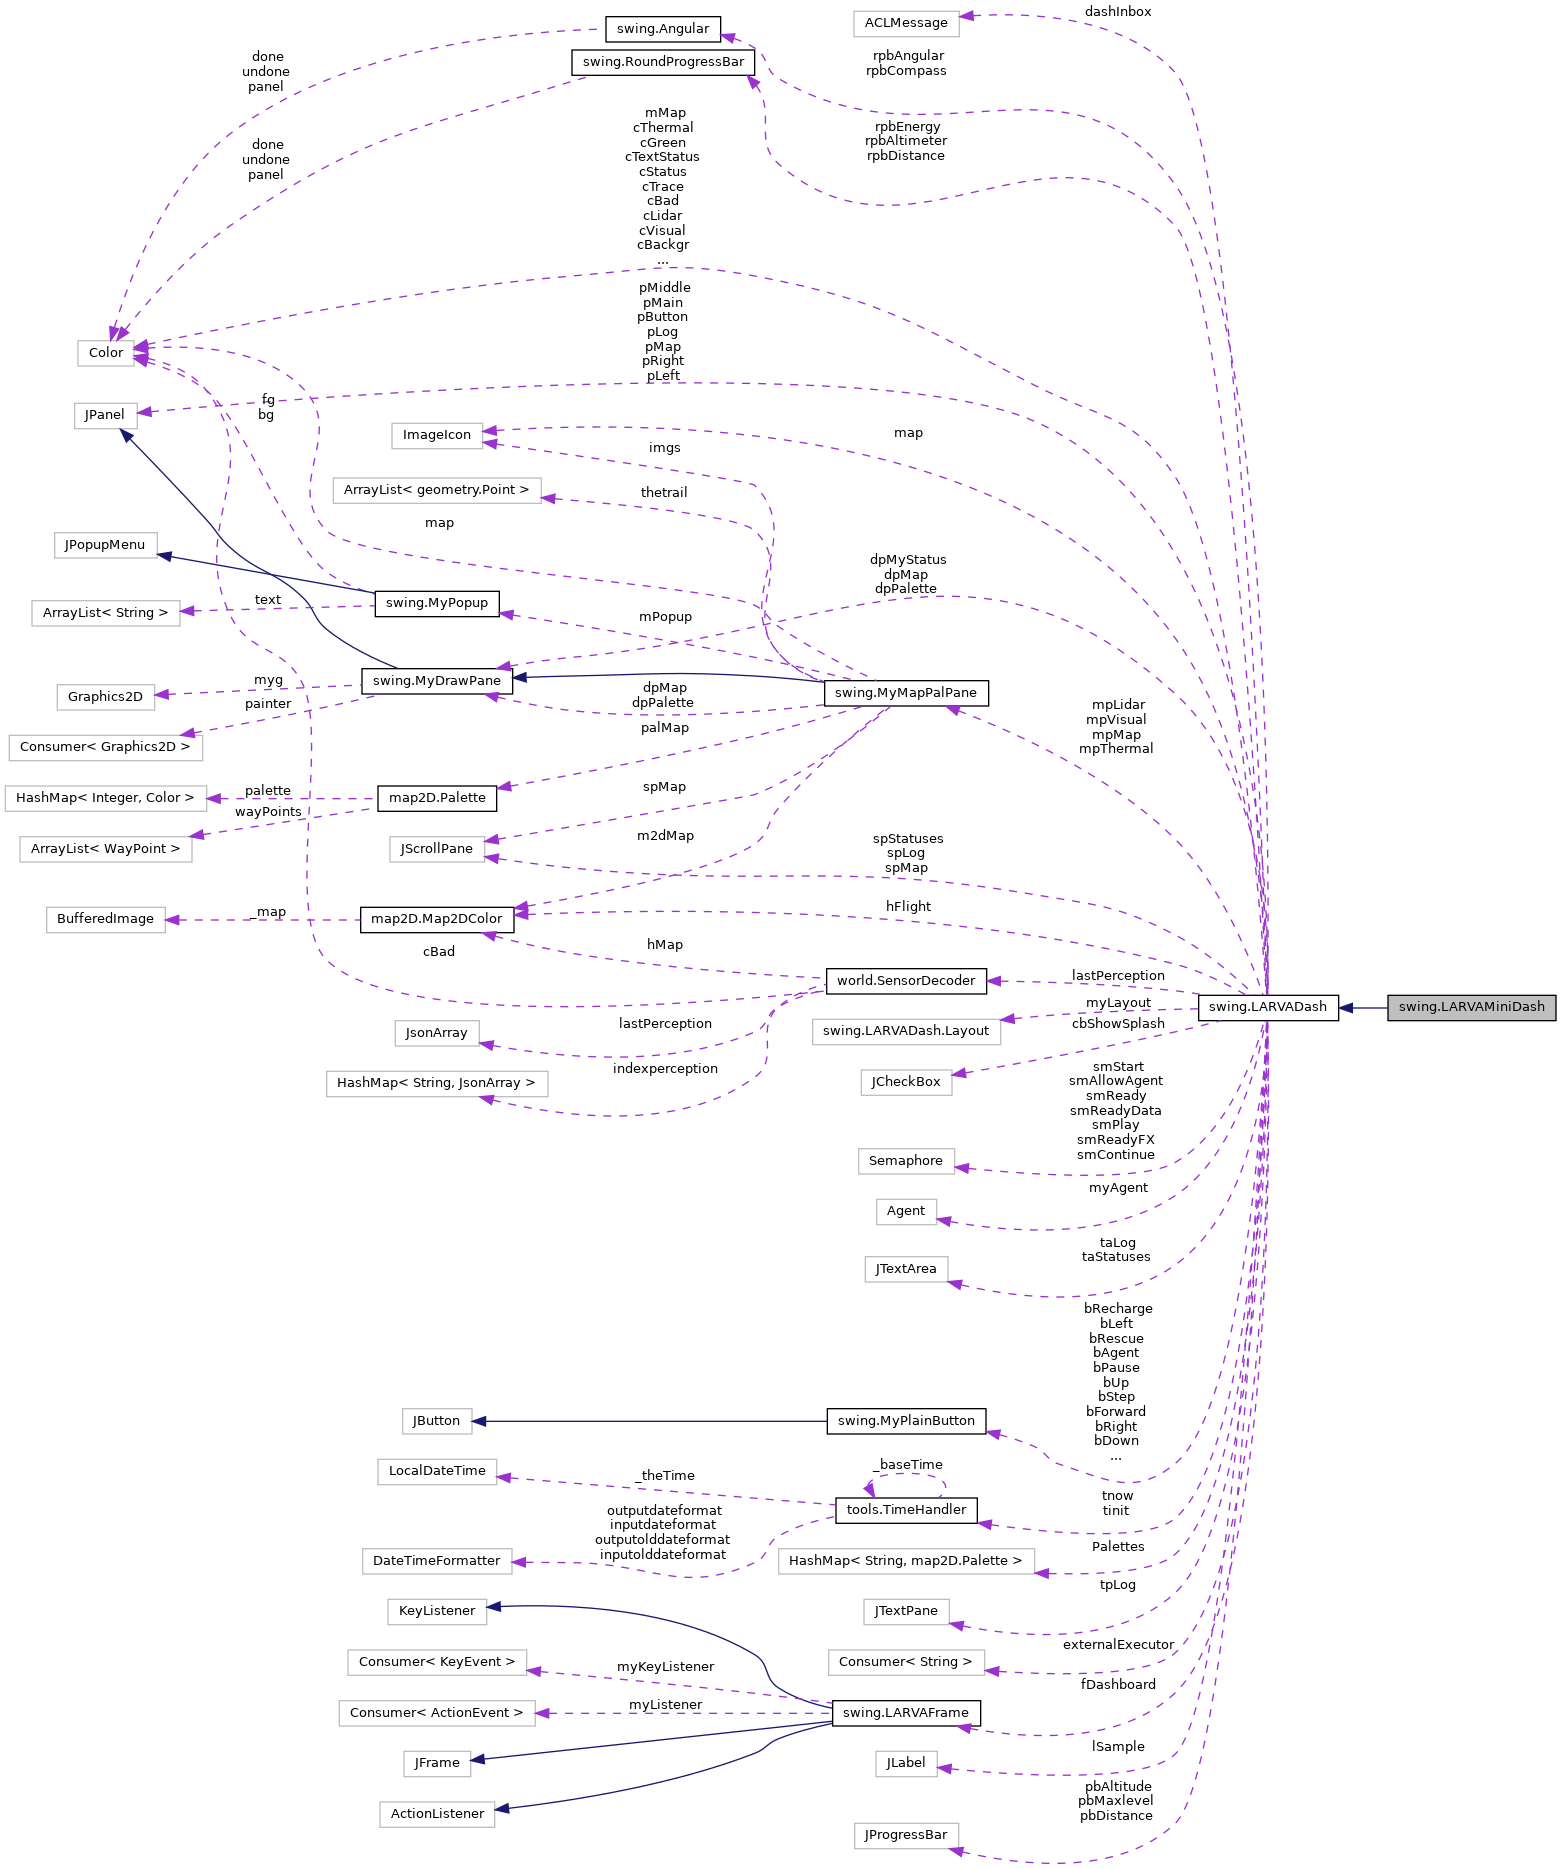 dashInbox
ACLMessage
swing.Angular
rpbAngular
rpbCompass
done
undone
panel
swing.RoundProgressBar
mMap
cThermal
cGreen
cTextStatus
cStatus
cTrace
cBad
cLidar
cVisual
cBackgr
...
rpbEnergy
rpbAltimeter
rpbDistance
done
undone
panel
pMiddle
pMain
pButton
pLog
pMap
pRight
pLeft
Color
JPanel
fg
bg
ImageIcon
map
imgs
ArrayList< geometry.Point >
thetrail
map
JPopupMenu
dpMyStatus
dpMap
dpPalette
ArrayList< String >
text
swing.MyPopup
mPopup
swing.MyDrawPane
myg
Graphics2D
painter
dpMap
dpPalette
swing.MyMapPalPane
mpLidar
mpVisual
mpMap
mpThermal
Consumer< Graphics2D >
palMap
HashMap< Integer, Color >
palette
map2D.Palette
spMap
wayPoints
ArrayList< WayPoint >
JScrollPane
m2dMap
spStatuses
spLog
spMap
BufferedImage
_map
map2D.Map2DColor
hFlight
cBad
hMap
world.SensorDecoder
lastPerception
swing.LARVADash
swing.LARVAMiniDash
JsonArray
lastPerception
swing.LARVADash.Layout
myLayout
cbShowSplash
HashMap< String, JsonArray >
indexperception
JCheckBox
smStart
smAllowAgent
smReady
smReadyData
smPlay
smReadyFX
smContinue
Semaphore
myAgent
Agent
taLog
taStatuses
JTextArea
bRecharge
bLeft
bRescue
bAgent
bPause
bUp
bStep
bForward
bRight
bDown
...
JButton
swing.MyPlainButton
LocalDateTime
_theTime
_baseTime
tools.TimeHandler
tnow
tinit
outputdateformat
inputdateformat
outputolddateformat
inputolddateformat
DateTimeFormatter
HashMap< String, map2D.Palette >
Palettes
KeyListener
JTextPane
tpLog
Consumer< KeyEvent >
myKeyListener
Consumer< String >
externalExecutor
Consumer< ActionEvent >
myListener
swing.LARVAFrame
fDashboard
JFrame
JLabel
lSample
ActionListener
pbAltitude
pbMaxlevel
pbDistance
JProgressBar